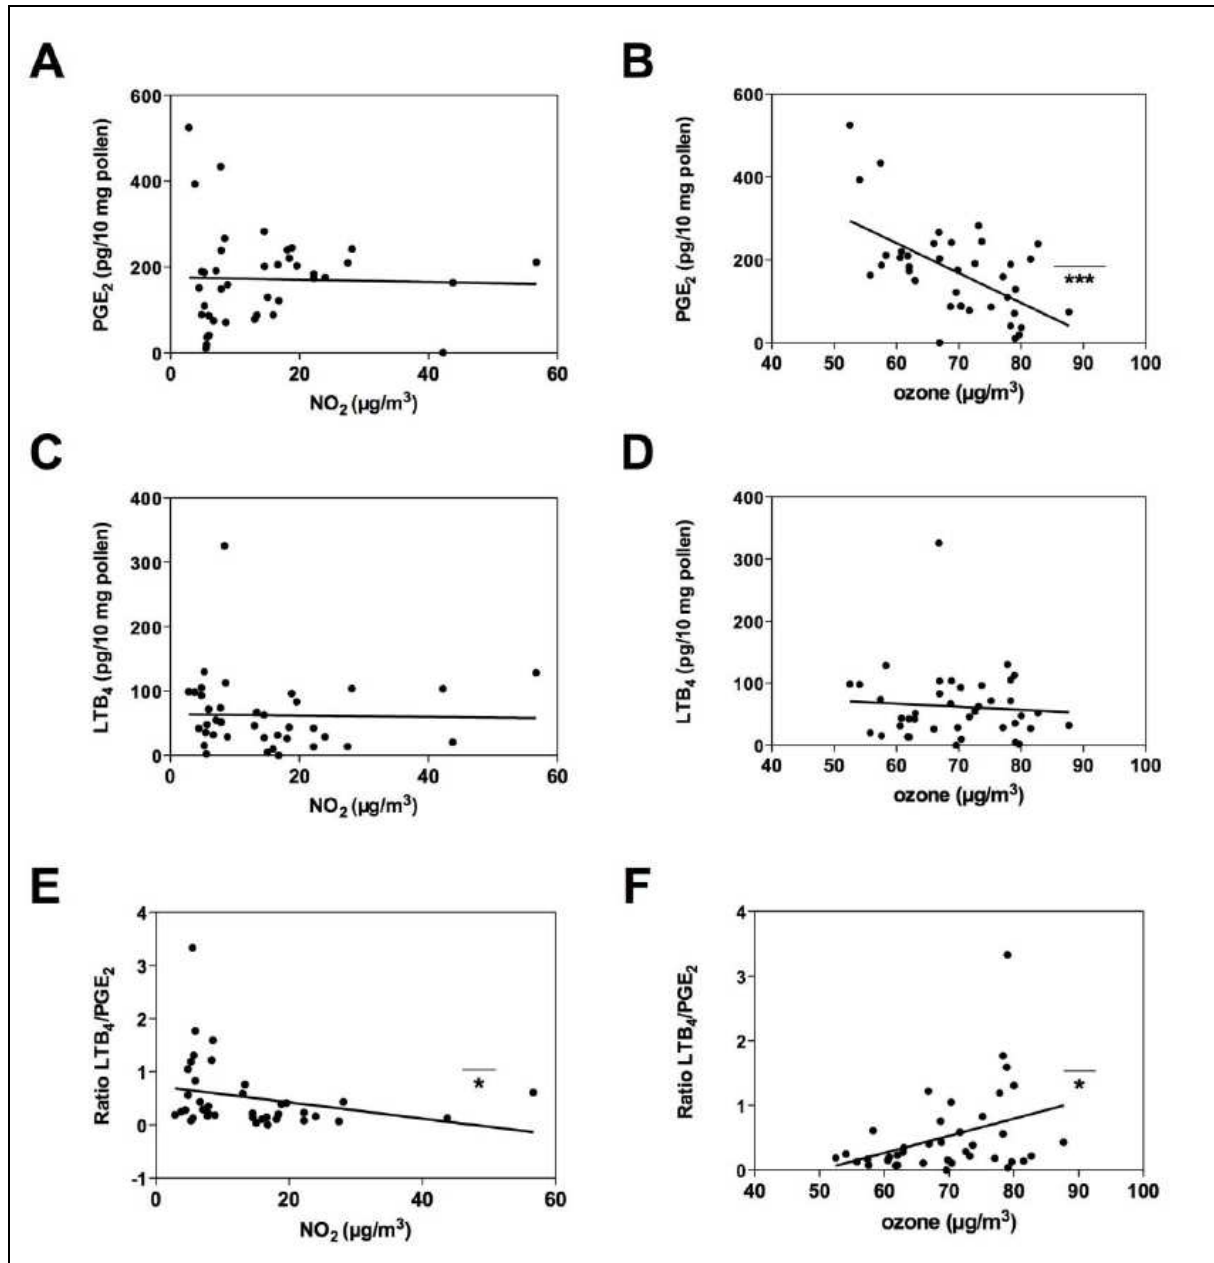 A
B
600
400
200
0
PGE₂ (pg/10 mg pollen)
0 20 40 60
NO₂ (µg/m³)
600
400
200
0
PGE₂ (pg/10 mg pollen)
***
40 50 60 70 80 90 100
ozone (µg/m³)
C
D
400
300
200
100
0
LTB₄ (pg/10 mg pollen)
0 20 40 60
NO₂ (µg/m³)
400
300
200
100
0
LTB₄ (pg/10 mg pollen)
40 50 60 70 80 90 100
ozone (µg/m³)
E
F
4
3
2
1
0
-1
Ratio LTB₄/PGE₂
*
0 20 40 60
NO₂ (µg/m³)
4
3
2
1
0
Ratio LTB₄/PGE₂
*
40 50 60 70 80 90 100
ozone (µg/m³)